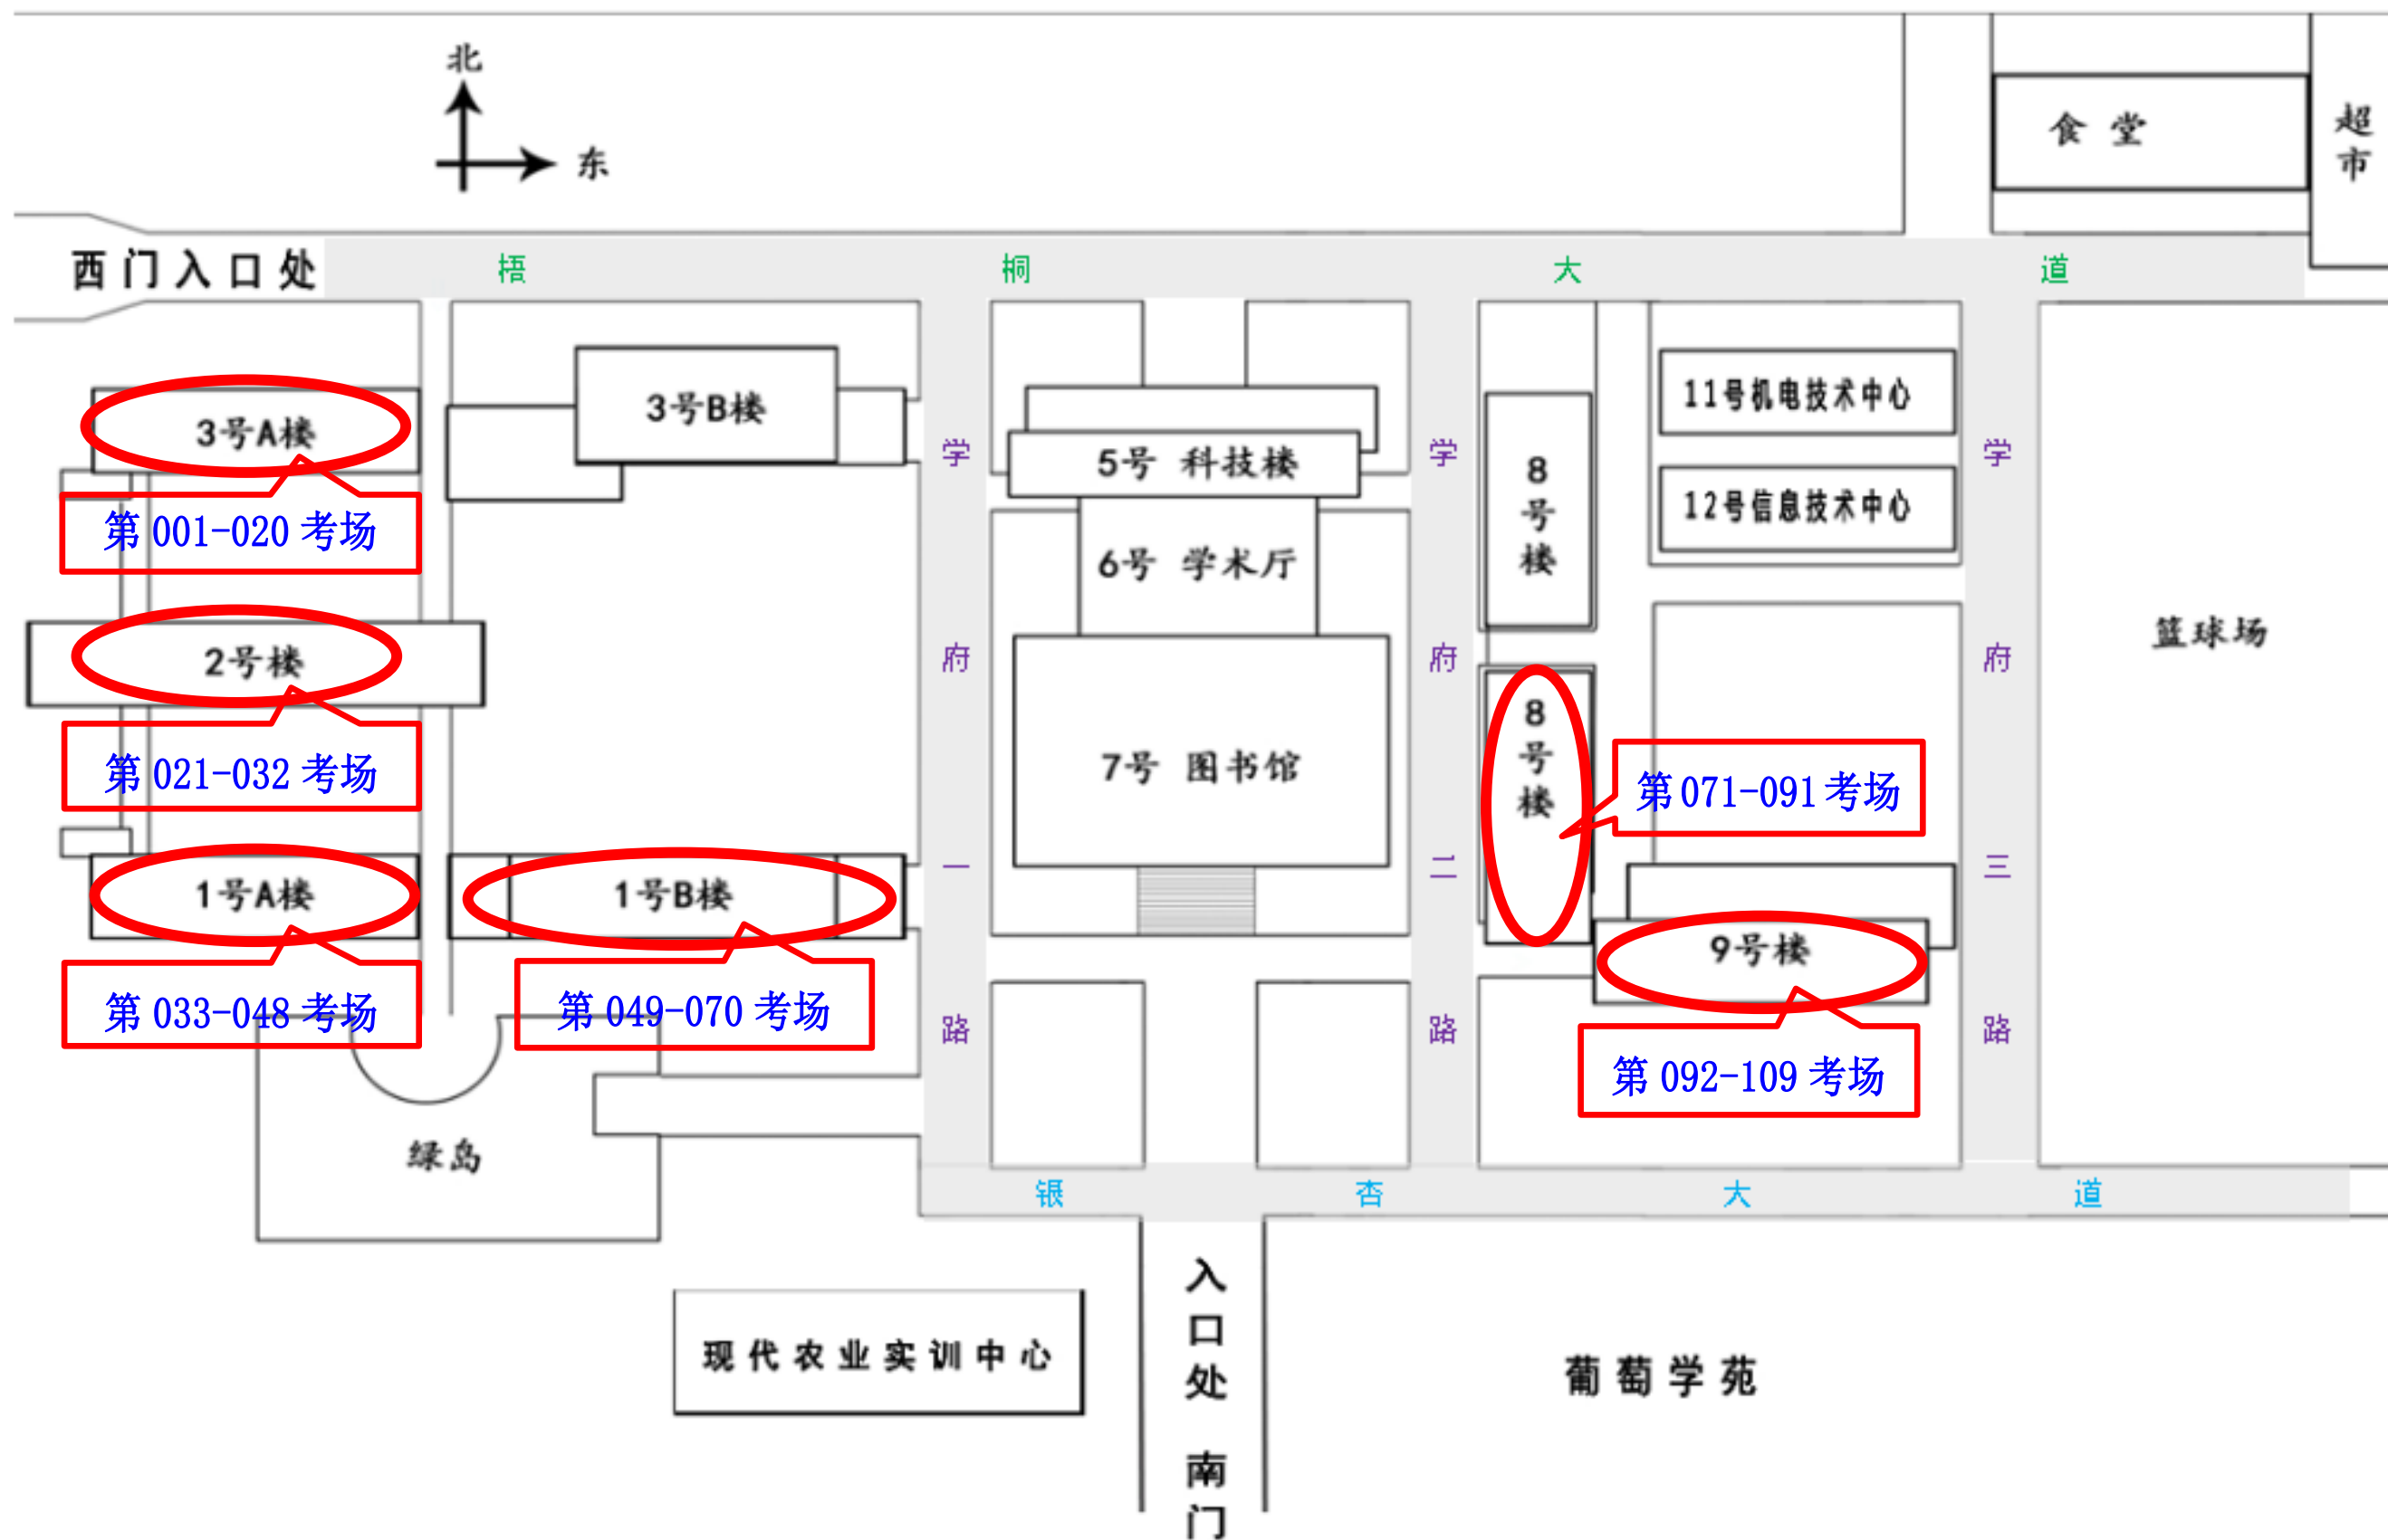 北
东
食堂
超市
西门入口处
梧桐大道
3号A楼
3号B楼
第 001-020 考场
2号楼
第 021-032 考场
1号A楼
1号B楼
第 033-048 考场
第 049-070 考场
绿岛
学府一路
5号 科技楼
6号 学术厅
7号 图书馆
学府二路
8号楼
11号机电技术中心
12号信息技术中心
8号楼
第 071-091 考场
9号楼
第 092-109 考场
学府三路
篮球场
银杏大道
现代农业实训中心
入口处 南门
葡萄学苑